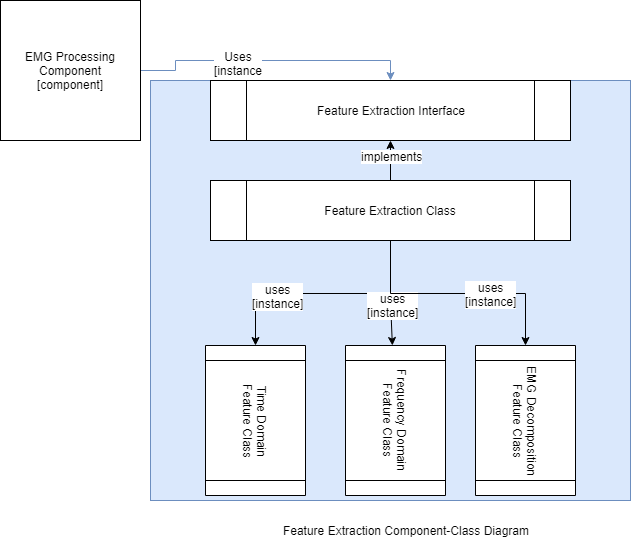 EMG Processing
Component
[component]
Uses
[instance
Feature Extraction Interface
implements
Feature Extraction Class
uses
[instance]
uses
[instance]
uses
[instance]
Time Domain
Feature Class
Frequency Domain
Feature Class
EMG Decomposition
Feature Class
Feature Extraction Component-Class Diagram